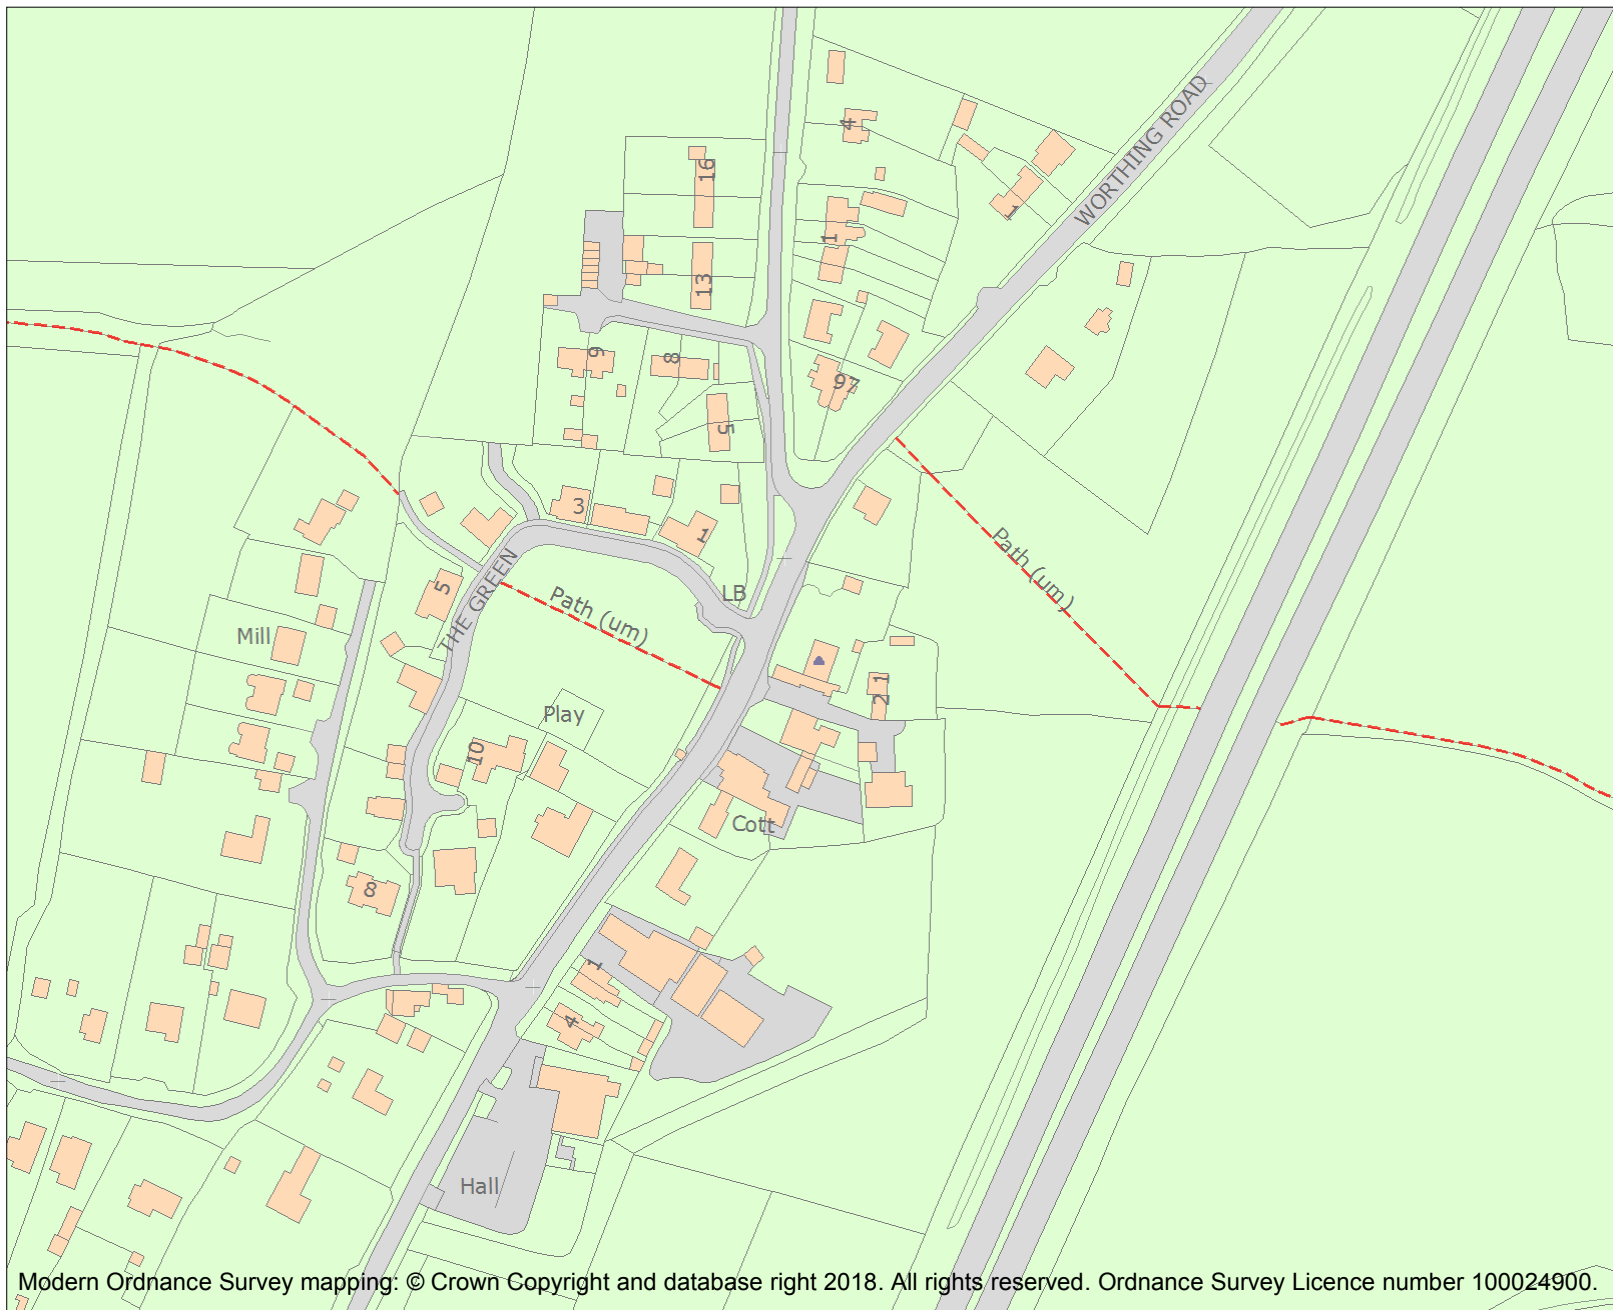 WORTHING ROAD
4
16
1
1
13
9
8
97
5
3
1
Path (um)
LB
5
THE GREEN
Path (um)
Mill
1
2
Play
10
Cott
8
1
4
Hall
Modern Ordnance Survey mapping: © Crown Copyright and database right 2018. All rights reserved. Ordnance Survey Licence number 100024900.